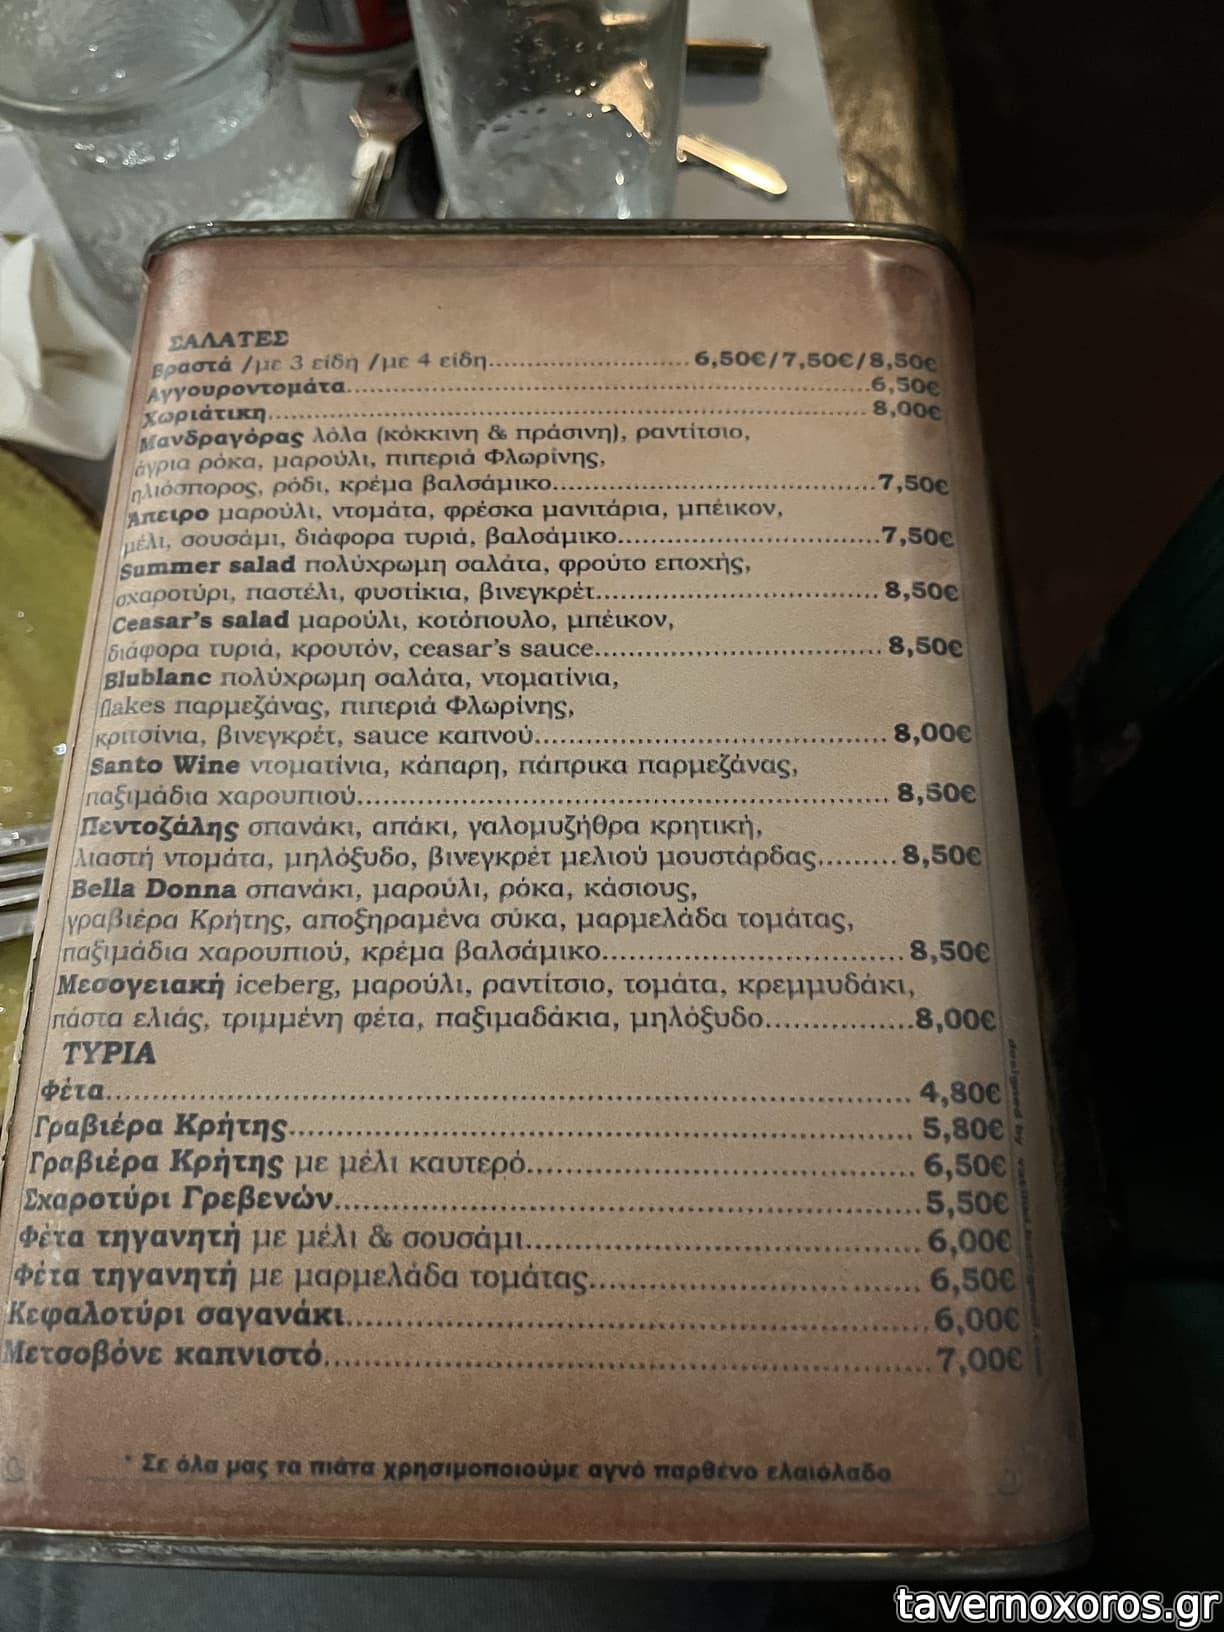 ΣΑΛΑΤΕΣ
Βραστά /με 3 είδη /με 4 είδη........................... 6,50€/7,50€/8,50€
Αγγουροντομάτα.....................................................................6,50€
Χωριάτικη................................................................................ 8,00€
Μανδραγόρας λόλα (κόκκινη & πράσινη), ραντίτσιο,
άγρια ρόκα, μαρούλι, πιπεριά Φλωρίνης,
ηλιόσπορος, ρόδι, κρέμα βαλσάμικο...........................................7,50€
Άπειρο μαρούλι, ντομάτα, φρέσκα μανιτάρια, μπέικον,
μέλι, σουσάμι, διάφορα τυριά, βαλσάμικο..................................7,50€
Summer salad πολύχρωμη σαλάτα, φρούτο εποχής,
σχαροτύρι, παστέλι, φυστίκια, βινεγκρέτ.................................... 8,50€
Ceasar's salad μαρούλι, κοτόπουλο, μπέικον,
διάφορα τυριά, κρουτόν, ceasar's sauce..................................... 8,50€
Blublanc πολύχρωμη σαλάτα, ντοματίνια,
flakes παρμεζάνας, πιπεριά Φλωρίνης,
κριτσίνια, βινεγκρέτ, sauce καπνού............................................ 8,00€
Santo Wine ντοματίνια, κάπαρη, πάπρικα παρμεζάνας,
παξιμάδια χαρουπιού................................................................. 8,50€
Πεντοζάλης σπανάκι, απάκι, γαλομυζήθρα κρητική,
λιαστή ντομάτα, μηλόξυδο, βινεγκρέτ μελιού μουστάρδας.........8,50€
Bella Donna σπανάκι, μαρούλι, ρόκα, κάσιους,
γραβιέρα Κρήτης, αποξηραμένα σύκα, μαρμελάδα τομάτας,
παξιμάδια χαρουπιού, κρέμα βαλσάμικο...................................8,50€
Μεσογειακή iceberg, μαρούλι, ραντίτσιο, τομάτα, κρεμμυδάκι,
πάστα ελιάς, τριμμένη φέτα, παξιμαδάκια, μηλόξυδο................8,00€
ΤΥΡΙΑ
Φέτα......................................................................................... 4,80€
Γραβιέρα Κρήτης...................................................................... 5,80€
Γραβιέρα Κρήτης με μέλι καυτερό............................................ 6,50€
Σχαροτύρι Γρεβενών..................................................................5,50€
Φέτα τηγανητή με μέλι & σουσάμι............................................ 6,00€
Φέτα τηγανητή με μαρμελάδα τομάτας..................................... 6,50€
Κεφαλοτύρι σαγανάκι................................................................6,00€
Μετσοβόνε καπνιστό..................................................................7,00€
* Σε όλα μας τα πιάτα χρησιμοποιούμε αγνό παρθένο ελαιόλαδο
designed by
tavernoxoros.gr